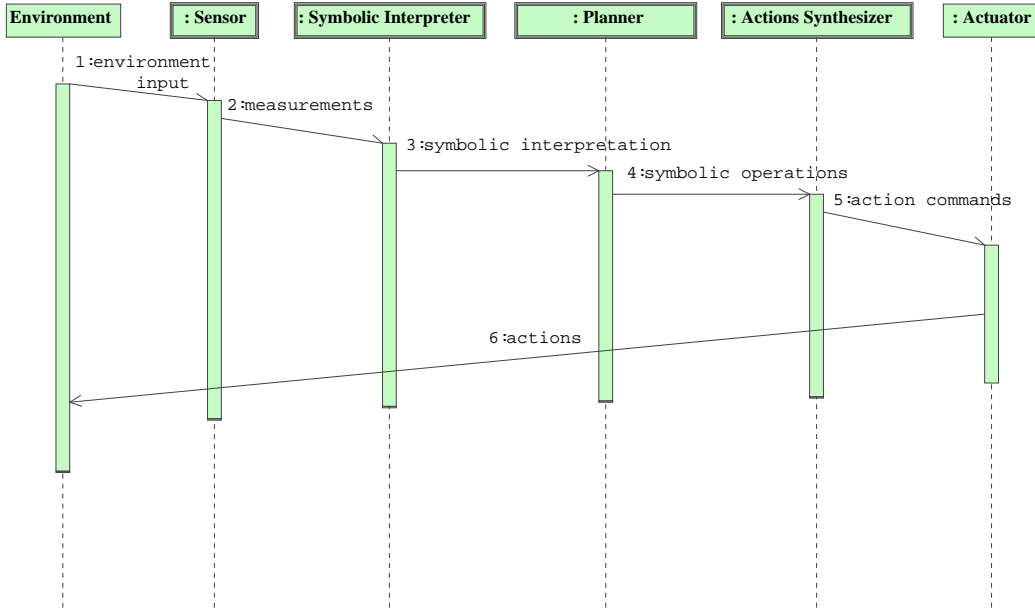 Environment
: Sensor
: Symbolic Interpreter
: Planner
: Actions Synthesizer
: Actuator
1:environment
input
2:measurements
3:symbolic interpretation
4:symbolic operations
5:action commands
6:actions